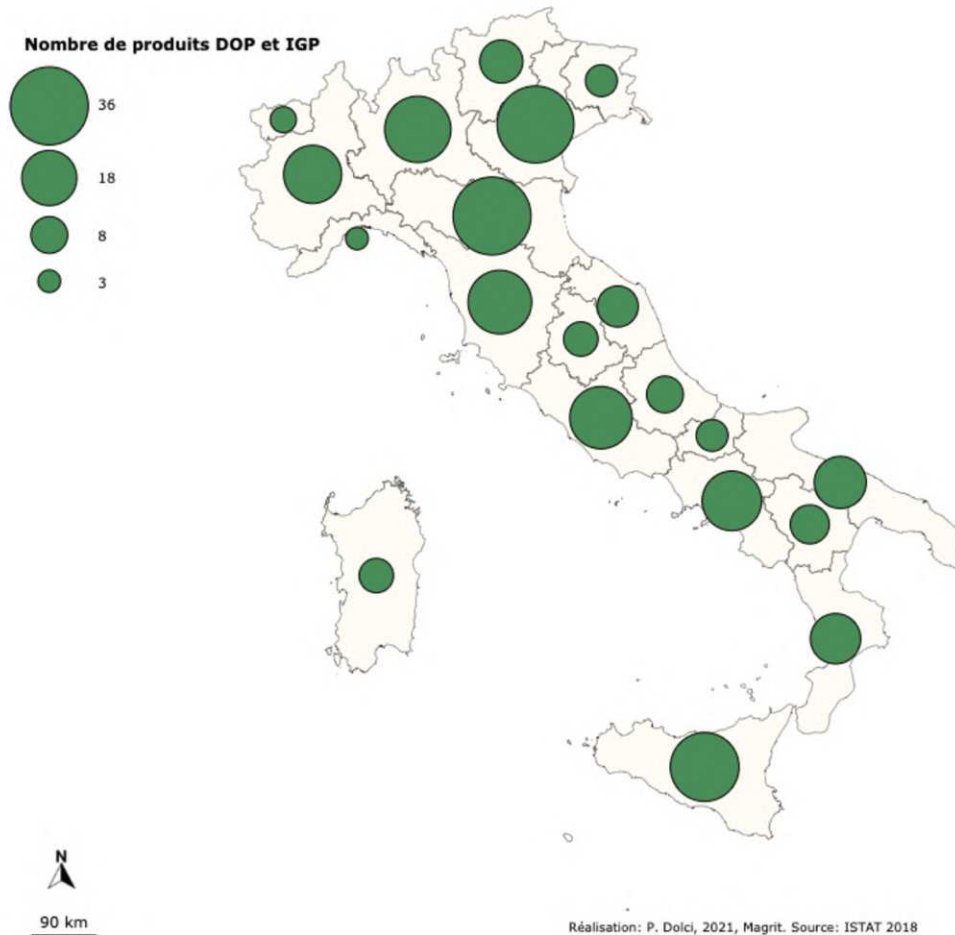 Nombre de produits DOP et IGP
36
18
8
3
N
90 km
Réalisation: P. Dolci, 2021, Magrit. Source: ISTAT 2018